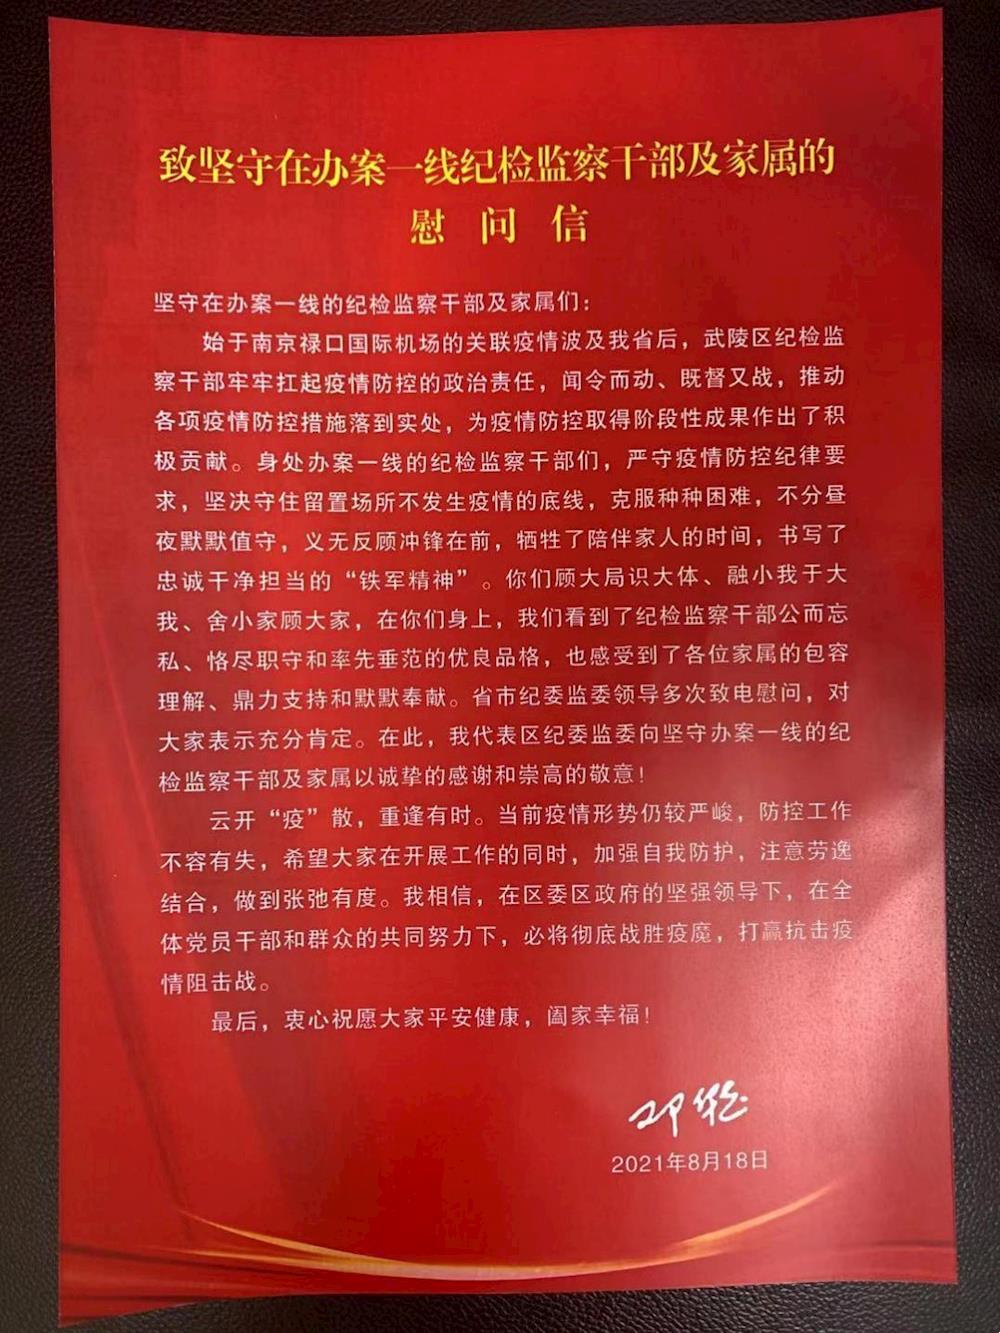 致坚守在办案一线纪检监察干部及家属的
慰问信
坚守在办案一线的纪检监察干部及家属们：
始于南京禄口国际机场的关联疫情波及我省后，武陵区纪检监
察干部牢牢扛起疫情防控的政治责任，闻令而动、既督又战，推动
各项疫情防控措施落到实处，为疫情防控取得阶段性成果作出了积
极贡献。身处办案一线的纪检监察干部们，严守疫情防控纪律要
求，坚决守住留置场所不发生疫情的底线，克服种种困难，不分昼
夜默默值守，义无反顾冲锋在前，牺牲了陪伴家人的时间，书写了
忠诚干净担当的“铁军精神”。你们顾大局识大体、融小我于大
我、舍小家顾大家，在你们身上，我们看到了纪检监察干部公而忘
私、恪尽职守和率先垂范的优良品格，也感受到了各位家属的包容
理解、鼎力支持和默默奉献。省市纪委监委领导多次致电慰问，对
大家表示充分肯定。在此，我代表区纪委监委向坚守办案一线的纪
检监察干部及家属以诚挚的感谢和崇高的敬意！
云开“疫”散，重逢有时。当前疫情形势仍较严峻，防控工作
不容有失，希望大家在开展工作的同时，加强自我防护，注意劳逸
结合，做到张弛有度。我相信，在区委区政府的坚强领导下，在全
体党员干部和群众的共同努力下，必将彻底战胜疫魔，打赢抗击疫
情阻击战。
最后，衷心祝愿大家平安健康，阖家幸福！
2021年8月18日